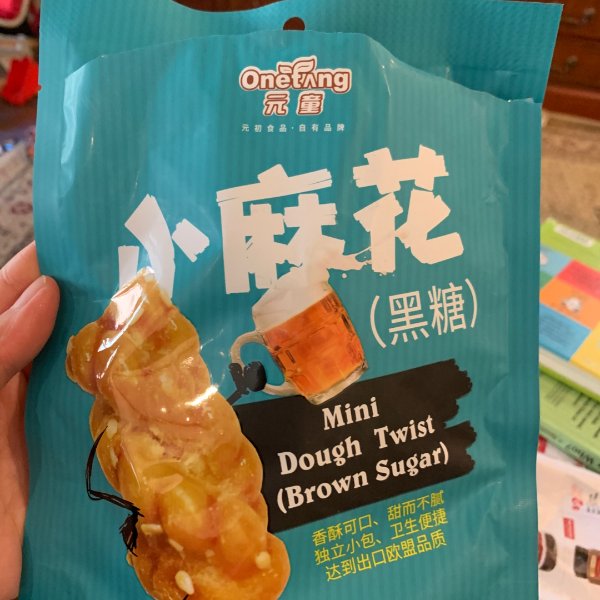 Onetang
元童
元初食品·自有品牌
小麻花
(黑糖)
Mini
Dough Twist
(Brown Sugar)
香酥可口、甜而不腻
独立小包、卫生便捷
达到出口欧盟品质